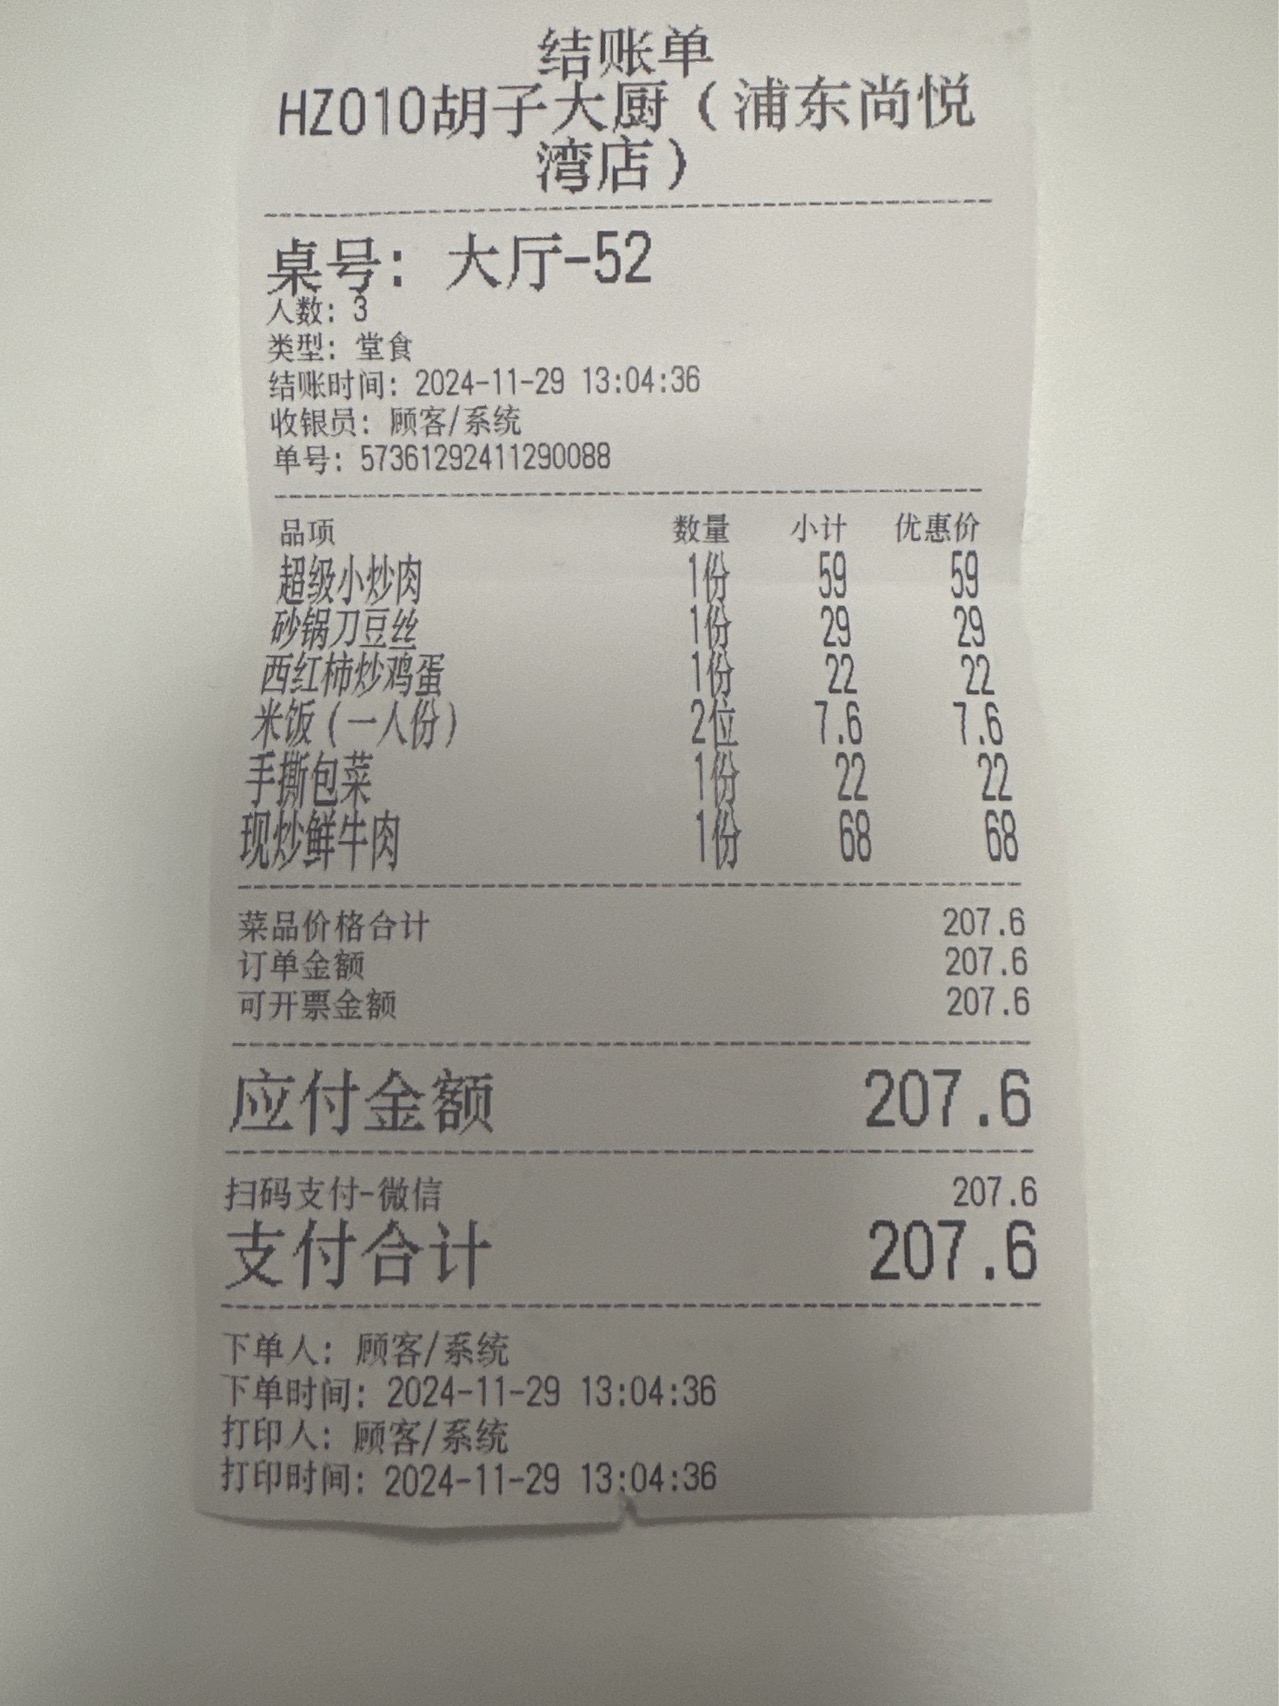 结账单
HZ010胡子大厨（浦东尚悦
湾店）
桌号: 大厅-52
人数: 3
类型: 堂食
结账时间: 2024-11-29 13:04:36
收银员: 顾客/系统
单号: 57361292411290088
品项 数量 小计 优惠价
超级小炒肉 1份 59 59
砂锅刀豆丝 1份 29 29
西红柿炒鸡蛋 1份 22 22
米饭（一人份） 2位 7.6 7.6
手撕包菜 1份 22 22
现炒鲜牛肉 1份 68 68
菜品价格合计 207.6
订单金额 207.6
可开票金额 207.6
应付金额 207.6
扫码支付-微信 207.6
支付合计 207.6
下单人: 顾客/系统
下单时间: 2024-11-29 13:04:36
打印人: 顾客/系统
打印时间: 2024-11-29 13:04:36